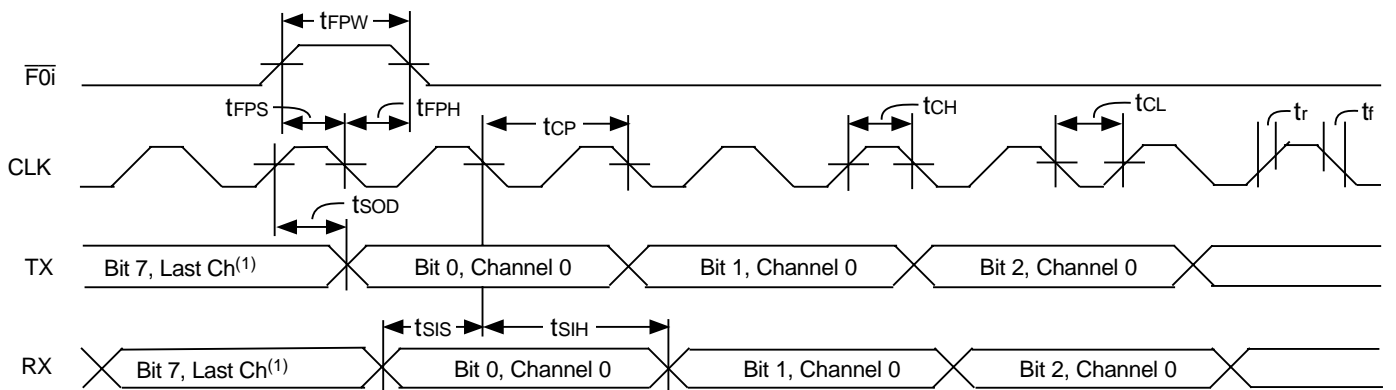 tFPW
F0i
tFPS
tFPH
tCP
tCH
tCL
tr
tf
CLK
tSOD
TX
Bit 7, Last Ch(1)
Bit 0, Channel 0
Bit 1, Channel 0
Bit 2, Channel 0
tSIS
tSIH
RX
Bit 7, Last Ch(1)
Bit 0, Channel 0
Bit 1, Channel 0
Bit 2, Channel 0